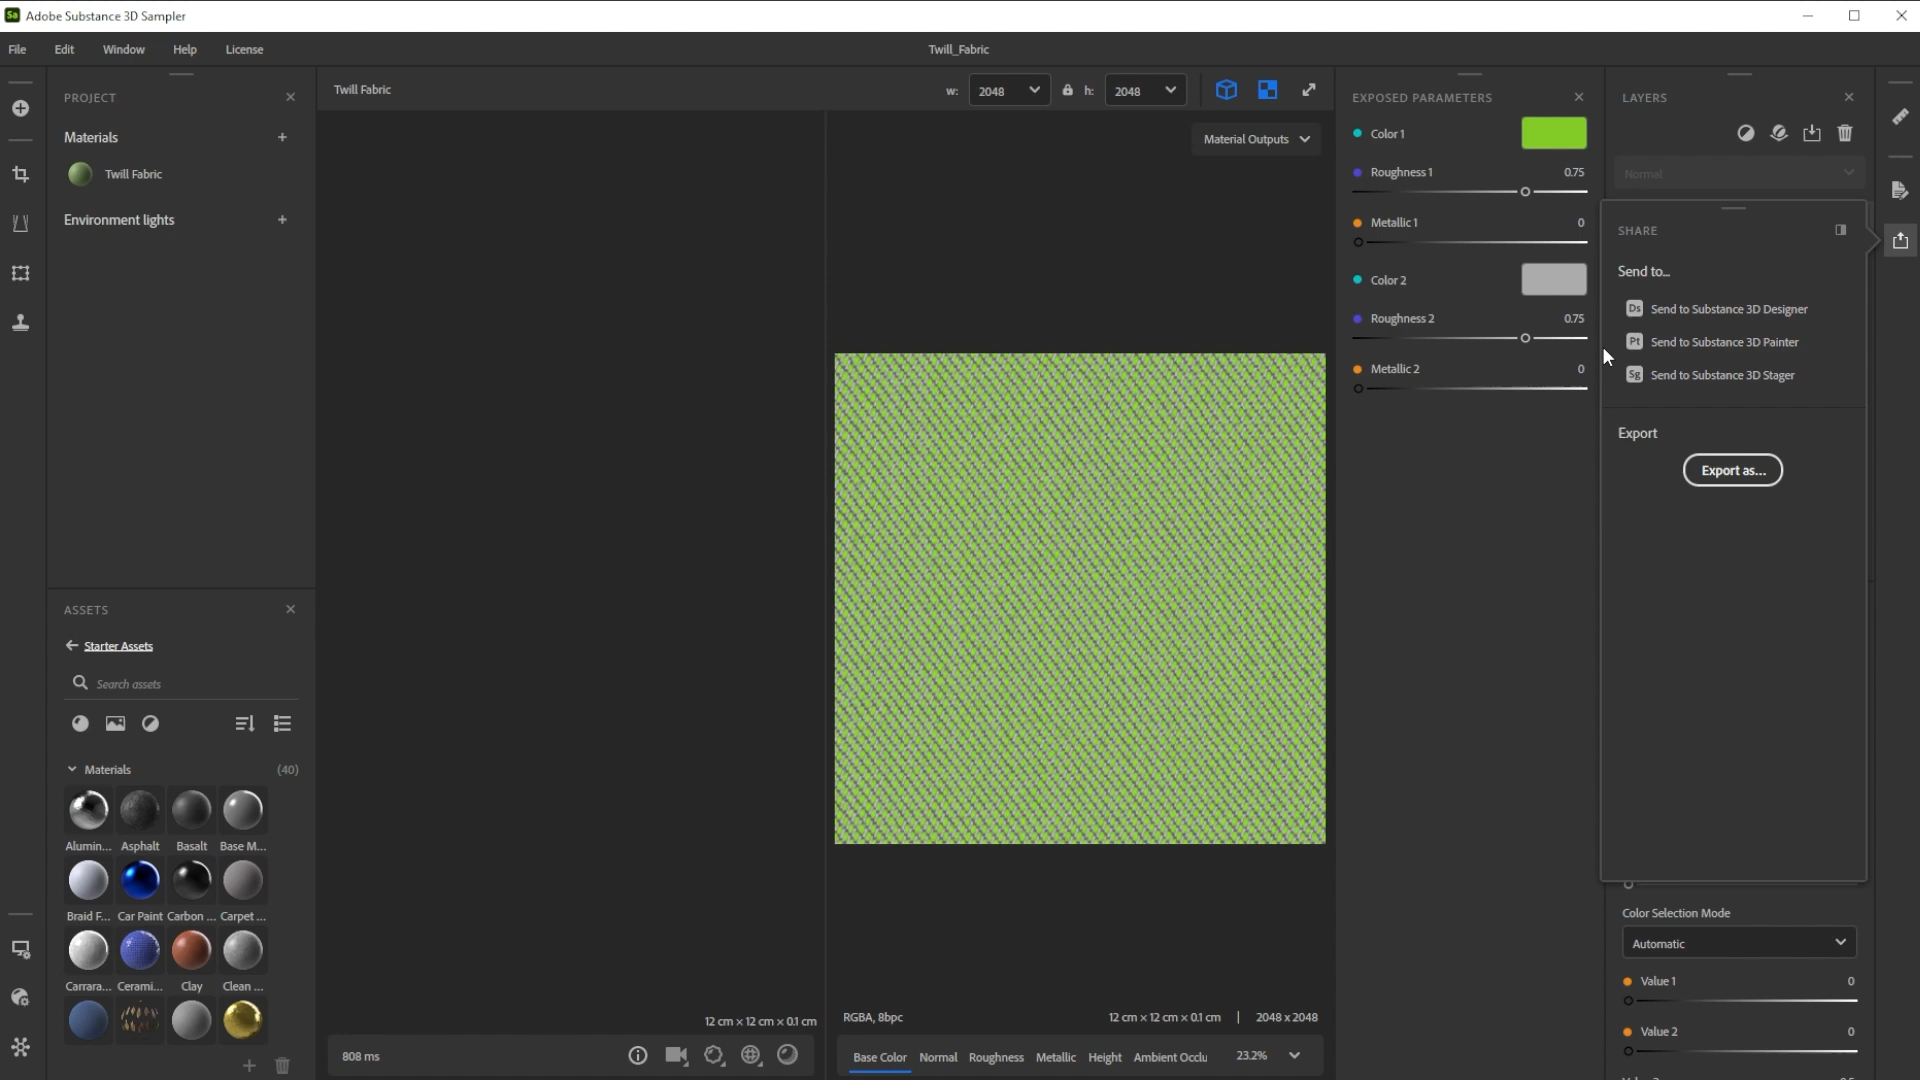 Sa Adobe Substance 3D Sampler
File Edit Window Help License
Twill_Fabric
PROJECT
Materials
Twill Fabric
Environment lights
ASSETS
Starter Assets
Search assets
Materials (40)
Alumin... Asphalt Basalt Base M...
Braid F... Car Paint Carbon ... Carpet ...
Carrara... Cerami... Clay Clean ...
Twill Fabric
w: 2048 h: 2048
Material Outputs
12 cm × 12 cm × 0.1 cm
808 ms
RGBA, 8bpc 12 cm × 12 cm × 0.1 cm | 2048 x 2048
Base Color Normal Roughness Metallic Height Ambient Occlu 23.2%
EXPOSED PARAMETERS
Color 1
Roughness 1 0.75
Metallic 1 0
Color 2
Roughness 2 0.75
Metallic 2 0
LAYERS
Normal
SHARE
Send to...
Ds Send to Substance 3D Designer
Pt Send to Substance 3D Painter
Sg Send to Substance 3D Stager
Export
Export as...
Color Selection Mode
Automatic
Value 1 0
Value 2 0